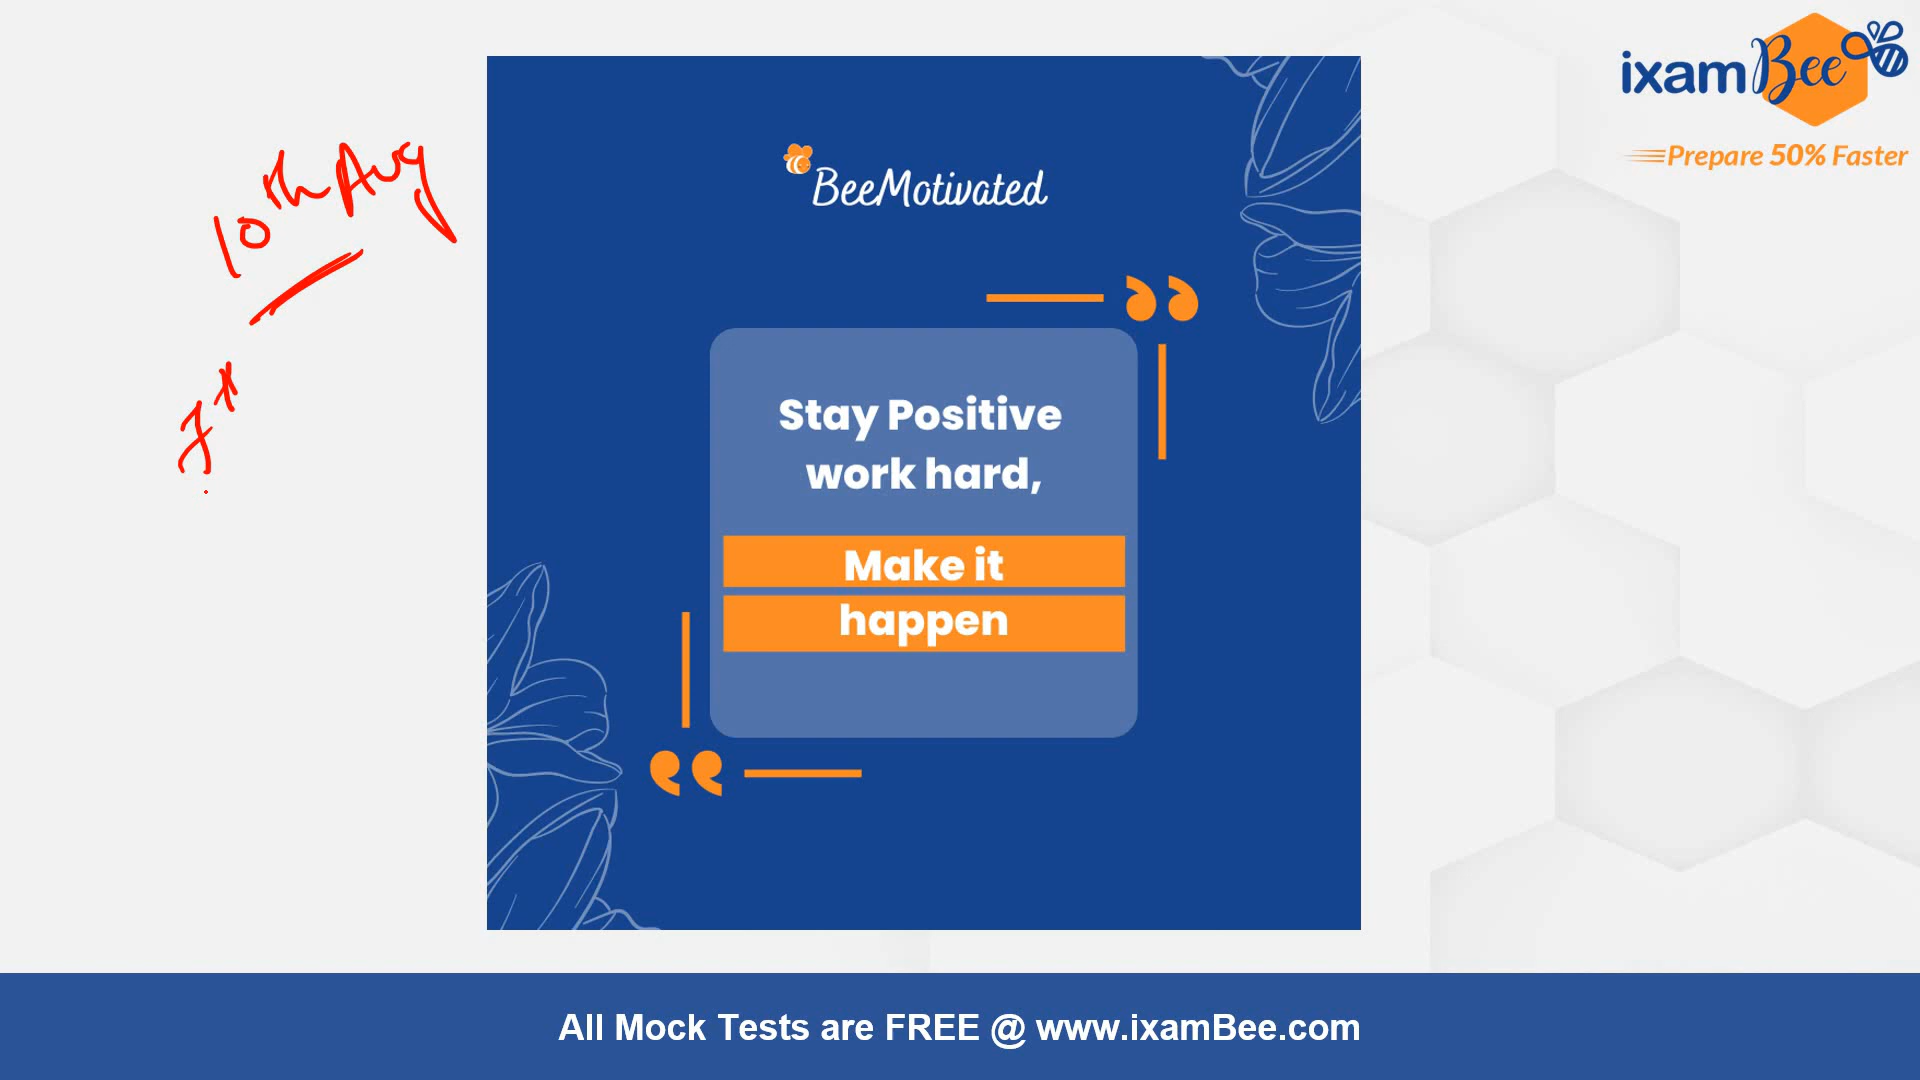 ixamBee
Prepare 50% Faster
10th Aug
BeeMotivated
Stay Positive
work hard,
Make it
happen
All Mock Tests are FREE @ www.ixamBee.com